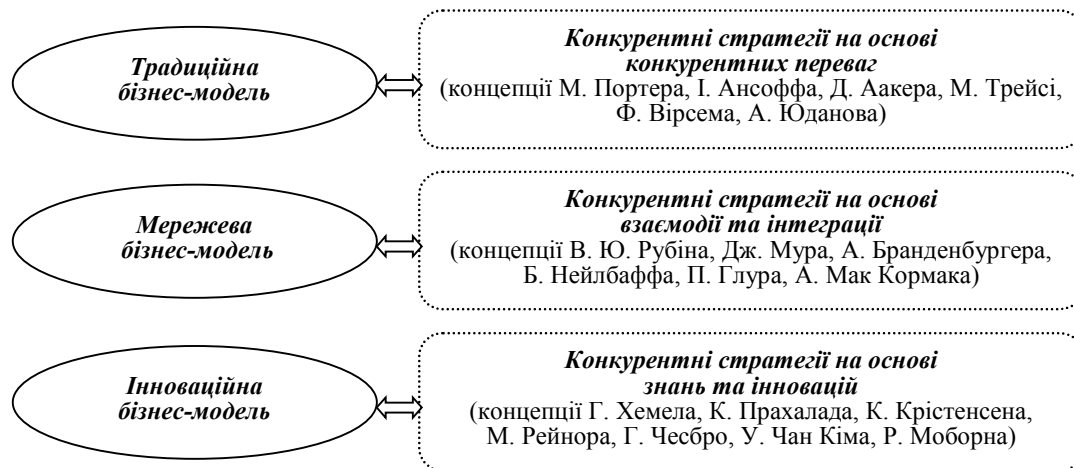 Традиційна
бізнес-модель
Конкурентні стратегії на основі
конкурентних переваг
(концепції М. Портера, І. Ансоффа, Д. Аакера, М. Трейсі,
Ф. Вірсема, А. Юданова)
Мережева
бізнес-модель
Конкурентні стратегії на основі
взаємодії та інтеграції
(концепції В. Ю. Рубіна, Дж. Мура, А. Бранденбургера,
Б. Нейлбаффа, П. Глура, А. Мак Кормака)
Інноваційна
бізнес-модель
Конкурентні стратегії на основі
знань та інновацій
(концепції Г. Хемела, К. Прахалада, К. Крістенсена,
М. Рейнора, Г. Чесбро, У. Чан Кіма, Р. Моборна)